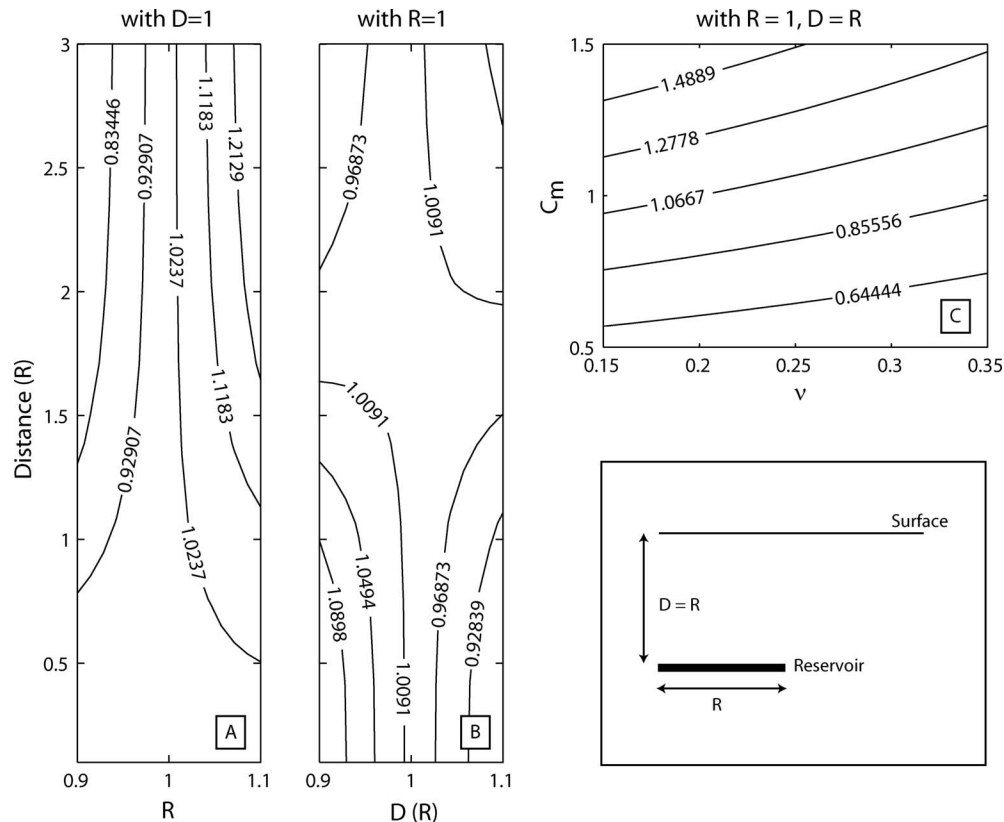 with D=1
3
2.5
2
1.5
1
0.5
0.9
1
1.1
Distance (R)
R
0.83446
0.92907
1.1183
1.2129
1.0237
1.1183
0.92907
1.0237
A
with R=1
0.96873
1.0091
1.0091
1.0494
1.0898
1.0091
0.96873
0.92839
B
0.9
1
1.1
D (R)
with R = 1, D = R
1.5
1
0.5
Cm
1.4889
1.2778
1.0667
0.85556
0.64444
C
0.15
0.2
0.25
0.3
0.35
ν
Surface
D = R
Reservoir
R